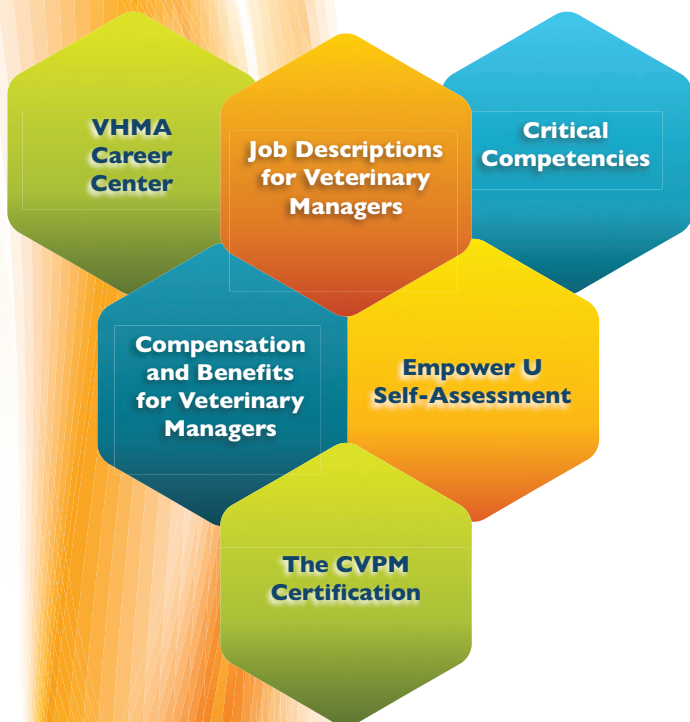 VHMA
Career
Center
Job Descriptions
for Veterinary
Managers
Critical
Competencies
Compensation
and Benefits
for Veterinary
Managers
Empower U
Self-Assessment
The CVPM
Certification